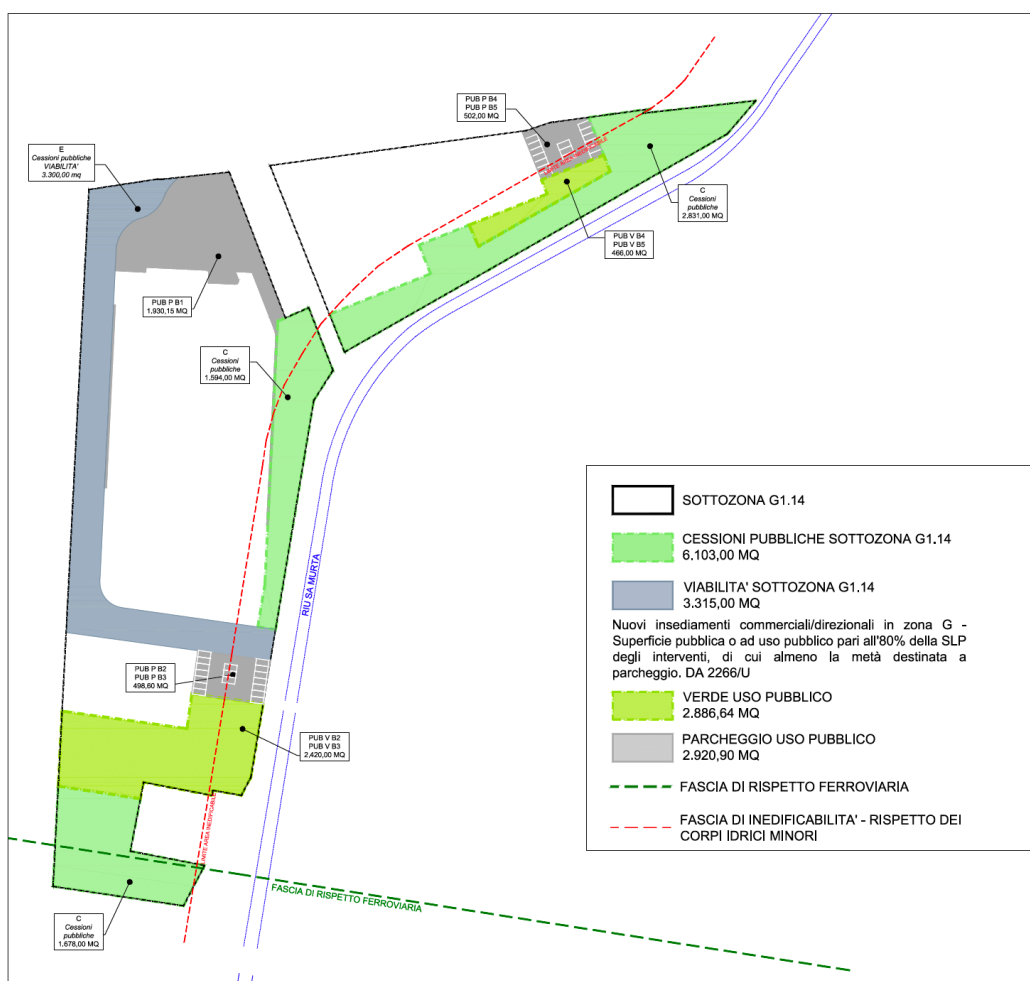 PUB P B4
PUB P B5
502,00 MQ
E
Cessioni pubbliche
VIABILITA'
3.300,00 mq
LIMITE AREA INEDIFICABILE
C
Cessioni
pubbliche
2.831,00 MQ
PUB V B4
PUB V B5
466,00 MQ
PUB P B1
1.930,15 MQ
C
Cessioni
pubbliche
1.594,00 MQ
RIU SA MURTA
PUB P B2
PUB P B3
498,60 MQ
PUB V B2
PUB V B3
2,420,00 MQ
LIMITE AREA INEDIFICABILE
FASCIA DI RISPETTO FERROVIARIA
C
Cessioni
pubbliche
1.678,00 MQ
SOTTOZONA G1.14
CESSIONI PUBBLICHE SOTTOZONA G1.14
6.103,00 MQ
VIABILITA' SOTTOZONA G1.14
3.315,00 MQ
Nuovi insediamenti commerciali/direzionali in zona G -
Superficie pubblica o ad uso pubblico pari all'80% della SLP
degli interventi, di cui almeno la metà destinata a
parcheggio. DA 2266/U
VERDE USO PUBBLICO
2.886,64 MQ
PARCHEGGIO USO PUBBLICO
2.920,90 MQ
FASCIA DI RISPETTO FERROVIARIA
FASCIA DI INEDIFICABILITA' - RISPETTO DEI
CORPI IDRICI MINORI